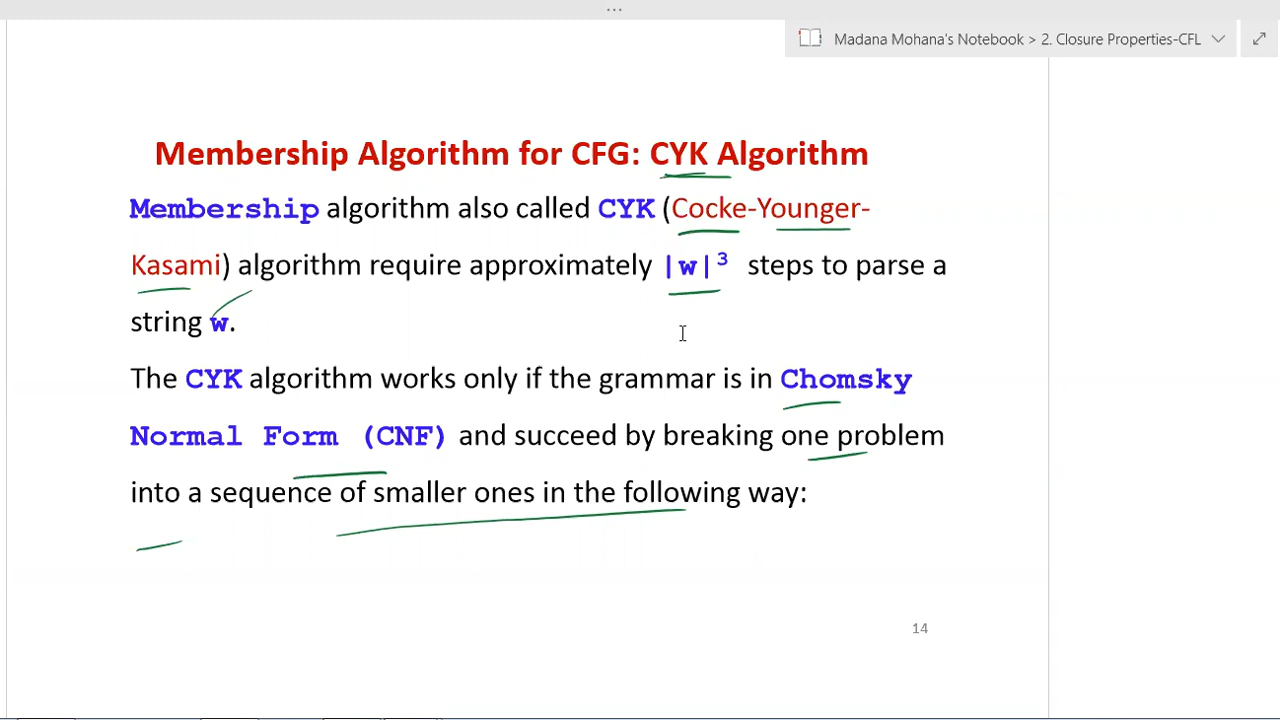 ...
Madana Mohana's Notebook > 2. Closure Properties-CFL
Membership Algorithm for CFG: CYK Algorithm
Membership algorithm also called CYK (Cocke-Younger-
Kasami) algorithm require approximately |w|³ steps to parse a
string w.
The CYK algorithm works only if the grammar is in Chomsky
Normal Form (CNF) and succeed by breaking one problem
into a sequence of smaller ones in the following way:
14